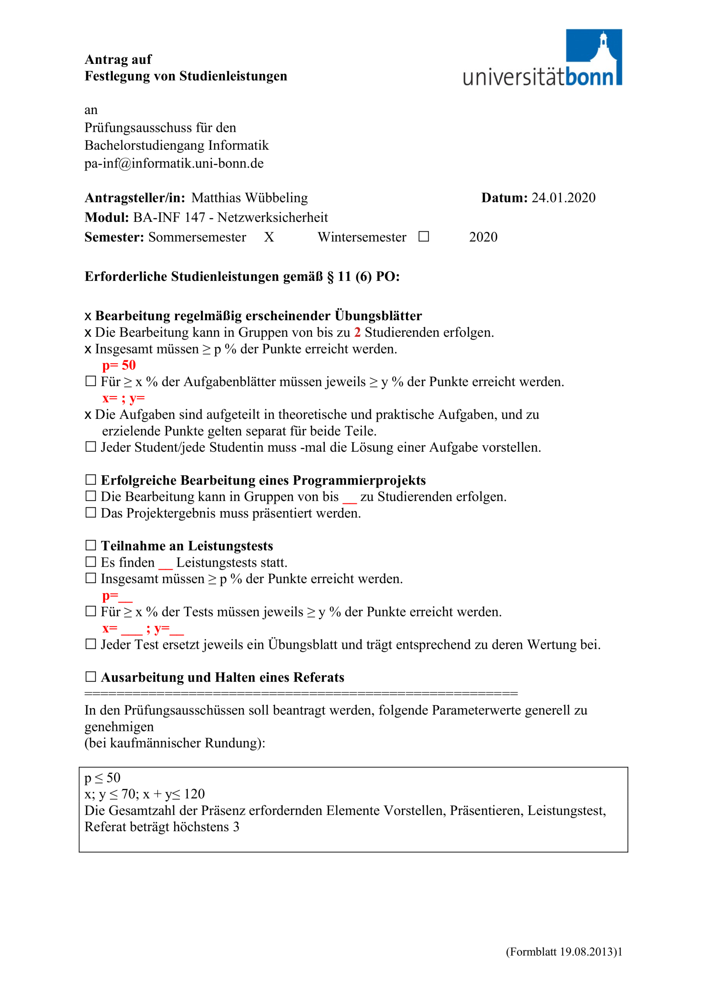 Antrag auf
Festlegung von Studienleistungen
universitätbonn
an
Prüfungsausschuss für den
Bachelorstudiengang Informatik
pa-inf@informatik.uni-bonn.de
Antragsteller/in: Matthias Wübbeling Datum: 24.01.2020
Modul: BA-INF 147 - Netzwerksicherheit
Semester: Sommersemester X Wintersemester ☐ 2020
Erforderliche Studienleistungen gemäß § 11 (6) PO:
x Bearbeitung regelmäßig erscheinender Übungsblätter
x Die Bearbeitung kann in Gruppen von bis zu 2 Studierenden erfolgen.
x Insgesamt müssen ≥ p % der Punkte erreicht werden.
p= 50
☐ Für ≥ x % der Aufgabenblätter müssen jeweils ≥ y % der Punkte erreicht werden.
x= ; y=
x Die Aufgaben sind aufgeteilt in theoretische und praktische Aufgaben, und zu
erzielende Punkte gelten separat für beide Teile.
☐ Jeder Student/jede Studentin muss -mal die Lösung einer Aufgabe vorstellen.
☐ Erfolgreiche Bearbeitung eines Programmierprojekts
☐ Die Bearbeitung kann in Gruppen von bis __ zu Studierenden erfolgen.
☐ Das Projektergebnis muss präsentiert werden.
☐ Teilnahme an Leistungstests
☐ Es finden __ Leistungstests statt.
☐ Insgesamt müssen ≥ p % der Punkte erreicht werden.
p=__
☐ Für ≥ x % der Tests müssen jeweils ≥ y % der Punkte erreicht werden.
x= ___ ; y=__
☐ Jeder Test ersetzt jeweils ein Übungsblatt und trägt entsprechend zu deren Wertung bei.
☐ Ausarbeitung und Halten eines Referats
======================================================
In den Prüfungsausschüssen soll beantragt werden, folgende Parameterwerte generell zu
genehmigen
(bei kaufmännischer Rundung):
p ≤ 50
x; y ≤ 70; x + y≤ 120
Die Gesamtzahl der Präsenz erfordernden Elemente Vorstellen, Präsentieren, Leistungstest,
Referat beträgt höchstens 3
(Formblatt 19.08.2013)1